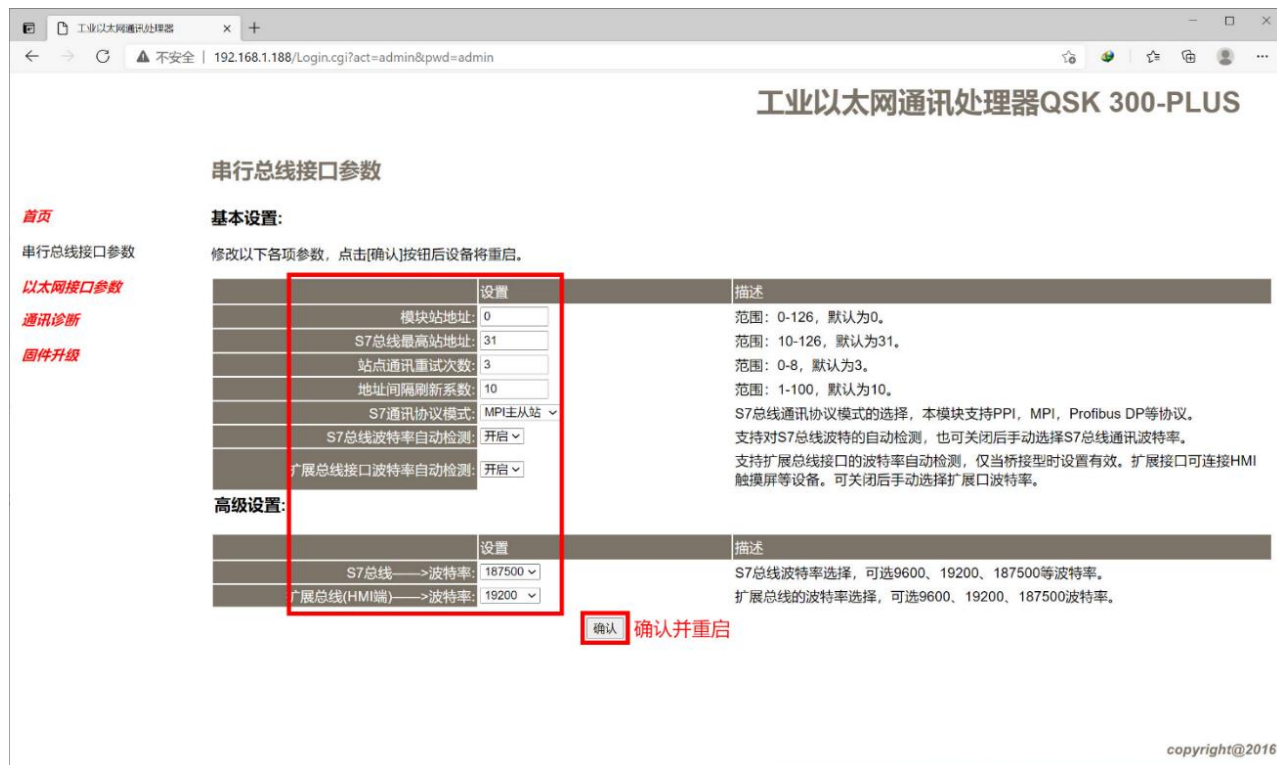 工业以太网通讯处理器
不安全 | 192.168.1.188/Login.cgi?act=admin&pwd=admin
工业以太网通讯处理器QSK 300-PLUS
串行总线接口参数
首页
基本设置:
串行总线接口参数
修改以下各项参数，点击[确认]按钮后设备将重启。
以太网接口参数
通讯诊断
固件升级
设置 描述
模块站地址: 0 范围：0-126，默认为0。
S7总线最高站地址: 31 范围：10-126，默认为31。
站点通讯重试次数: 3 范围：0-8，默认为3。
地址间隔刷新系数: 10 范围：1-100，默认为10。
S7通讯协议模式: MPI主从站 S7总线通讯协议模式的选择，本模块支持PPI，MPI，Profibus DP等协议。
S7总线波特率自动检测: 开启 支持对S7总线波特的自动检测，也可关闭后手动选择S7总线通讯波特率。
扩展总线接口波特率自动检测: 开启 支持扩展总线接口的波特率自动检测，仅当桥接型时设置有效。扩展接口可连接HMI
触摸屏等设备。可关闭后手动选择扩展口波特率。
高级设置:
设置 描述
S7总线——>波特率: 187500 S7总线波特率选择，可选9600、19200、187500等波特率。
扩展总线(HMI端)——>波特率: 19200 扩展总线的波特率选择，可选9600、19200、187500波特率。
确认 确认并重启
copyright@2016